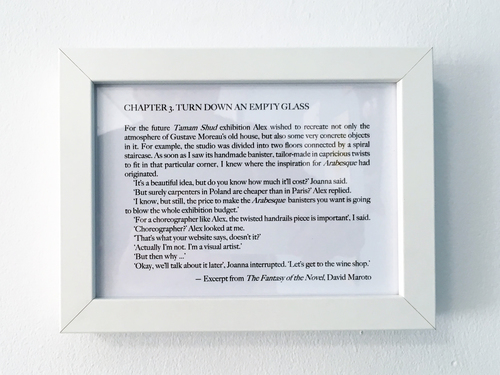 CHAPTER 3. TURN DOWN AN EMPTY GLASS
For the future Tamam Shud exhibition Alex wished to recreate not only the
atmosphere of Gustave Moreau's old house, but also some very concrete objects
in it. For example, the studio was divided into two floors connected by a spiral
staircase. As soon as I saw its handmade banister, tailor-made in capricious twists
to fit in that particular corner, I knew where the inspiration for Arabesque had
originated.
'It's a beautiful idea, but do you know how much it'll cost?' Joanna said.
'But surely carpenters in Poland are cheaper than in Paris?' Alex replied.
'I know, but still, the price to make the Arabesque banisters you want is going
to blow the whole exhibition budget.'
'For a choreographer like Alex, the twisted handrails piece is important', I said.
'Choreographer?' Alex looked at me.
'That's what your website says, doesn't it?'
'Actually I'm not. I'm a visual artist.'
'But then why ...'
'Okay, we'll talk about it later', Joanna interrupted. 'Let's get to the wine shop.'
— Excerpt from The Fantasy of the Novel, David Maroto